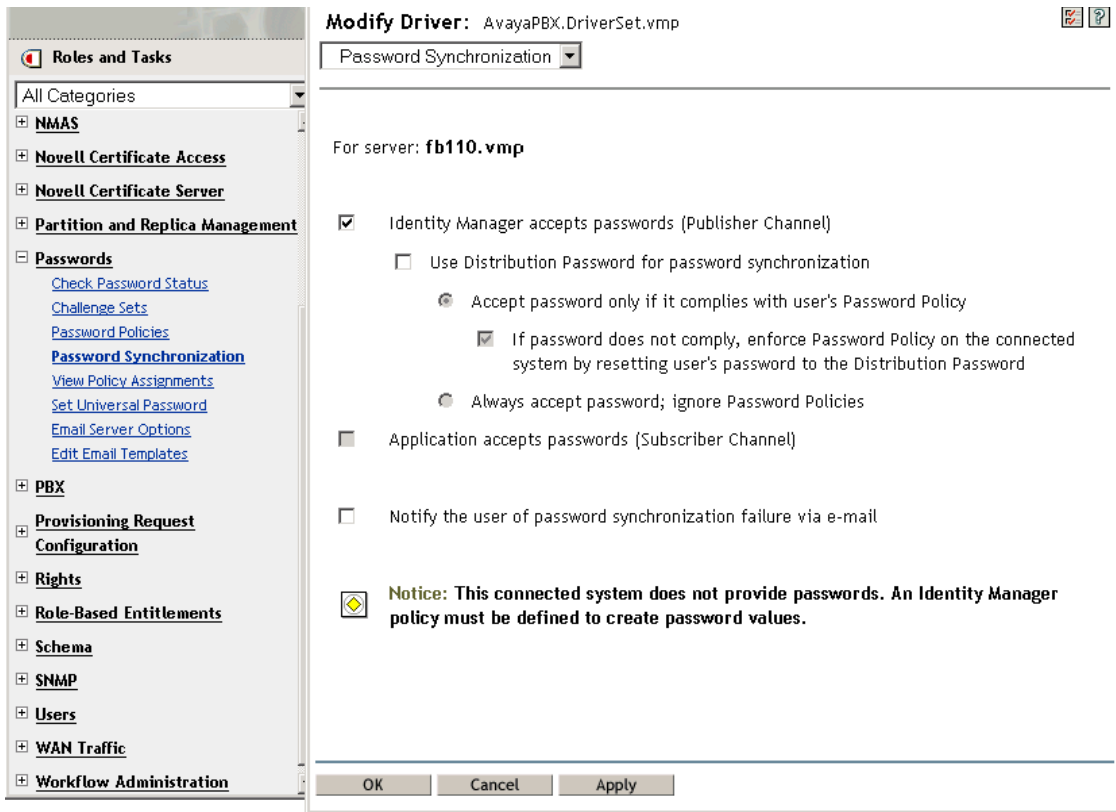 Roles and Tasks
All Categories
NMAS
Novell Certificate Access
Novell Certificate Server
Partition and Replica Management
Passwords
Check Password Status
Challenge Sets
Password Policies
Password Synchronization
View Policy Assignments
Set Universal Password
Email Server Options
Edit Email Templates
PBX
Provisioning Request
Configuration
Rights
Role-Based Entitlements
Schema
SNMP
Users
WAN Traffic
Workflow Administration
Modify Driver: AvayaPBX.DriverSet.vmp
?
Password Synchronization
For server: fb110.vmp
Identity Manager accepts passwords (Publisher Channel)
Use Distribution Password for password synchronization
Accept password only if it complies with user's Password Policy
If password does not comply, enforce Password Policy on the connected
system by resetting user's password to the Distribution Password
Always accept password; ignore Password Policies
Application accepts passwords (Subscriber Channel)
Notify the user of password synchronization failure via e-mail
Notice: This connected system does not provide passwords. An Identity Manager
policy must be defined to create password values.
OK Cancel Apply